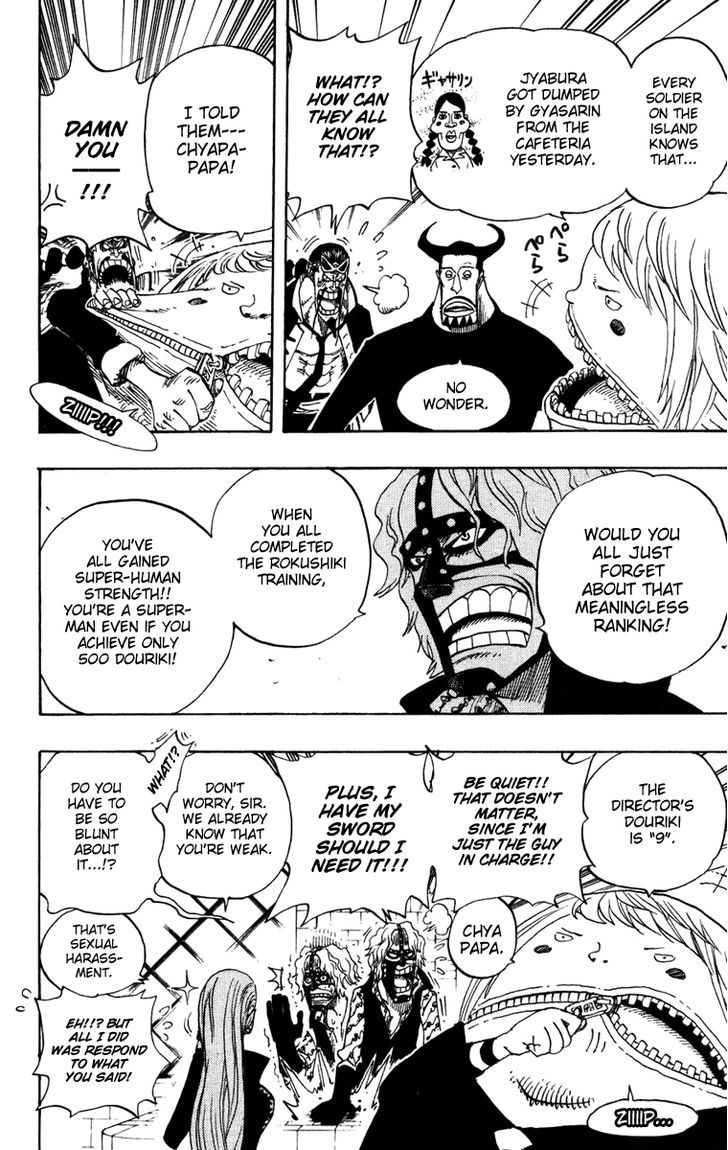 EVERY
SOLDIER
ON THE
ISLAND
KNOWS
THAT...
JYABURA
GOT DUMPED
BY GYASARIN
FROM THE
CAFETERIA
YESTERDAY.
ギャサリン
ぺら
ぺら
WHAT!?
HOW CAN
THEY ALL
KNOW
THAT!?
NO
WONDER.
I TOLD
THEM---
CHYAPA-
PAPA!
DAMN
YOU
——
!!!
ZIIIIP!!!
WOULD YOU
ALL JUST
FORGET
ABOUT THAT
MEANINGLESS
RANKING!
WHEN
YOU ALL
COMPLETED
THE ROKUSHIKI
TRAINING,
YOU'VE
ALL GAINED
SUPER-HUMAN
STRENGTH!!
YOU'RE A SUPER-
MAN EVEN IF YOU
ACHIEVE ONLY
500 DOURIKI!
THE
DIRECTOR'S
DOURIKI
IS "9".
BE QUIET!!
THAT DOESN'T
MATTER,
SINCE I'M
JUST THE GUY
IN CHARGE!!
PLUS, I
HAVE MY
SWORD
SHOULD I
NEED IT!!!
CHYA
PAPA.
ZIIIIP...
DON'T
WORRY, SIR.
WE ALREADY
KNOW THAT
YOU'RE WEAK.
WHAT!?
DO YOU
HAVE TO
BE SO
BLUNT
ABOUT
IT...!?
THAT'S
SEXUAL
HARASS-
MENT.
EH!!? BUT
ALL I DID
WAS RESPOND
TO WHAT
YOU SAID!